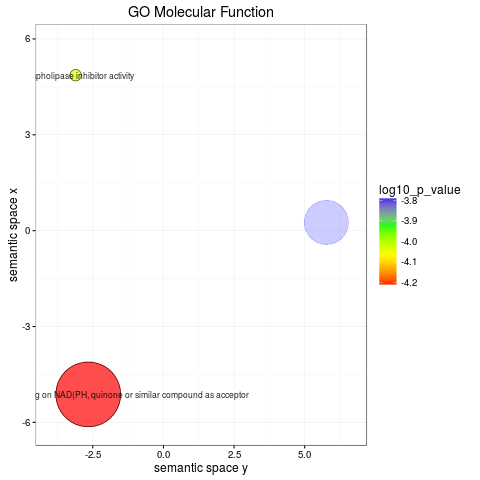 GO Molecular Function
6
3
0
-3
-6
semantic space x
pholipase inhibitor activity
g on NAD(PH, quinone or similar compound as acceptor
-2.5
0.0
2.5
5.0
semantic space y
log10_p_value
-3.8
-3.9
-4.0
-4.1
-4.2